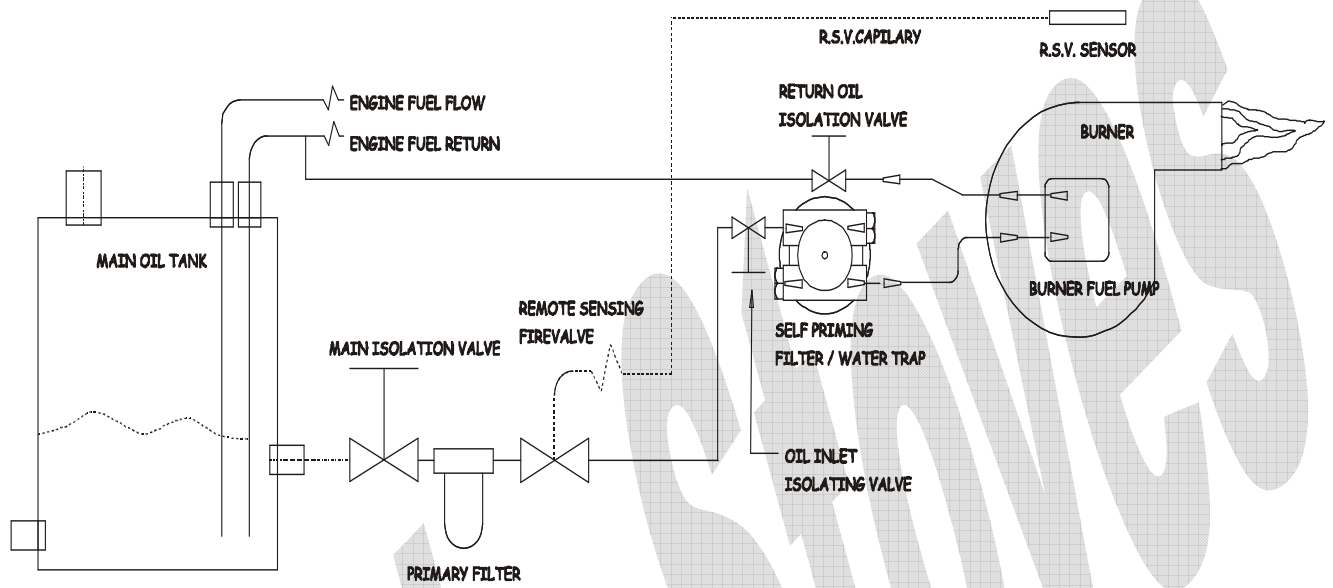 R.S.V.CAPILARY
R.S.V. SENSOR
RETURN OIL
ISOLATION VALVE
ENGINE FUEL FLOW
ENGINE FUEL RETURN
BURNER
MAIN OIL TANK
BURNER FUEL PUMP
REMOTE SENSING
FIREVALVE
SELF PRIMING
FILTER / WATER TRAP
MAIN ISOLATION VALVE
OIL INLET
ISOLATING VALVE
PRIMARY FILTER